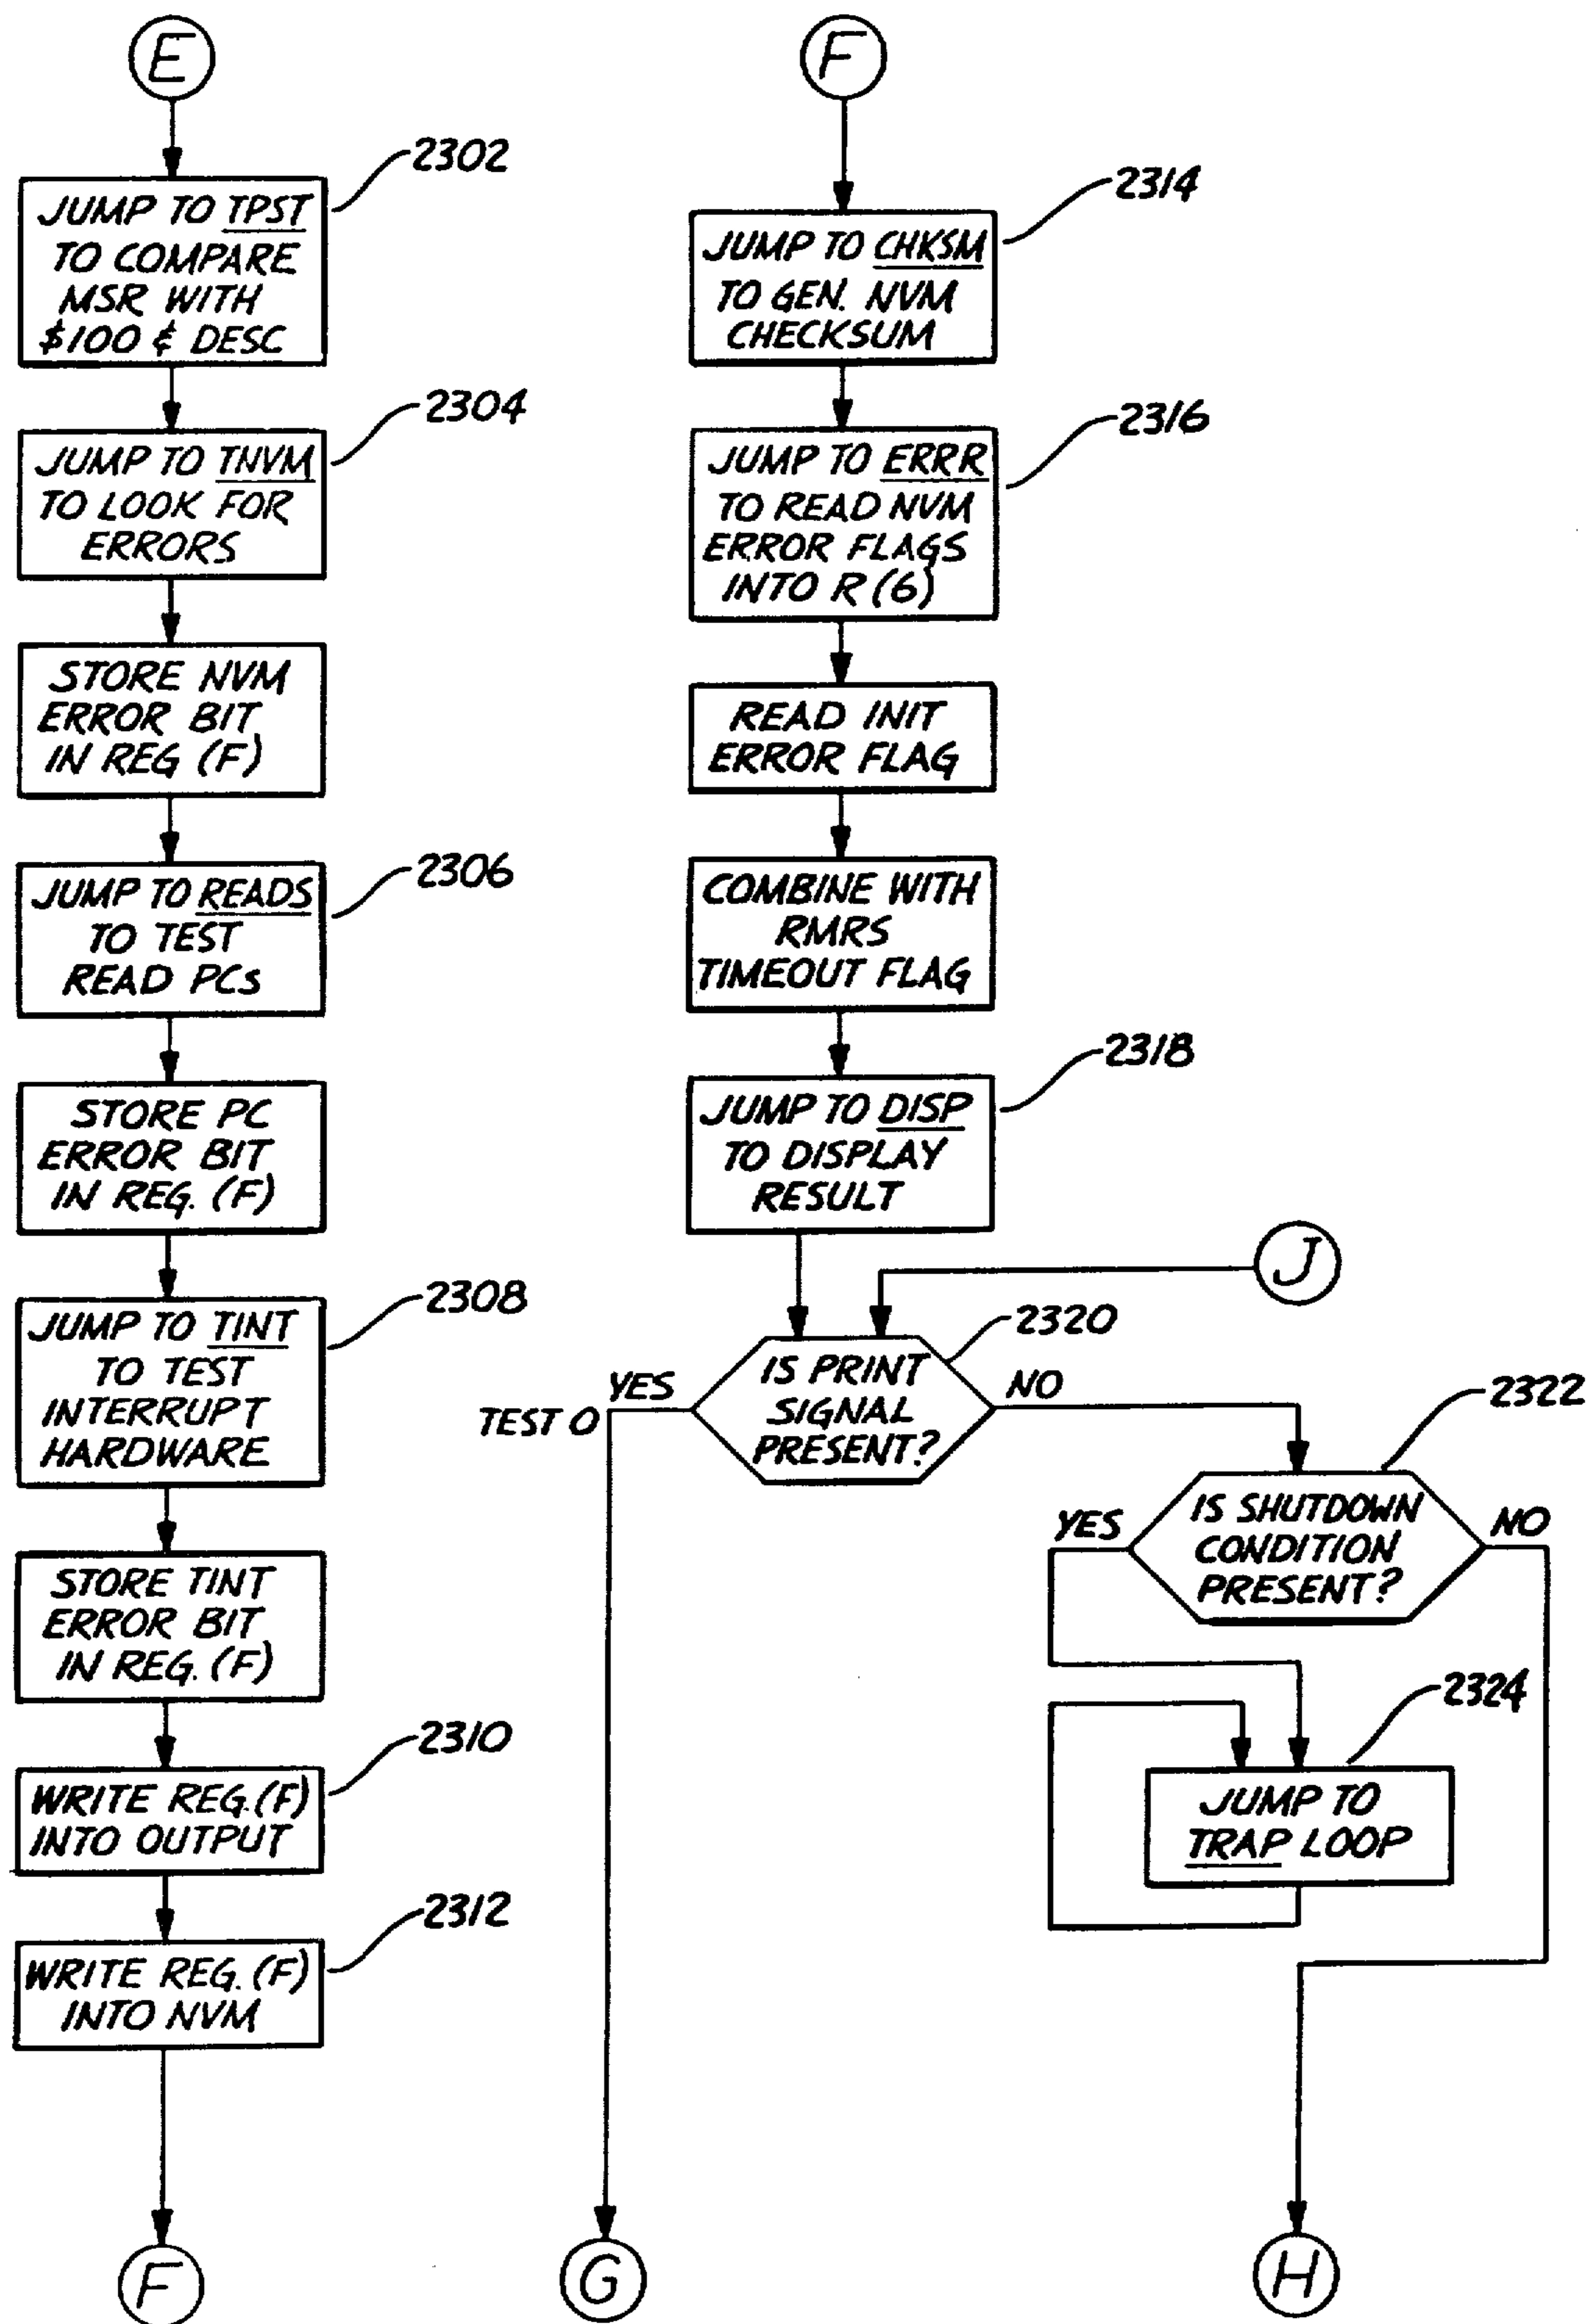 E
2302
JUMP TO TPST
TO COMPARE
MSR WITH
$100 & DESC
2304
JUMP TO TNVM
TO LOOK FOR
ERRORS
STORE NVM
ERROR BIT
IN REG (F)
2306
JUMP TO READS
TO TEST
READ PCs
STORE PC
ERROR BIT
IN REG. (F)
2308
JUMP TO TINT
TO TEST
INTERRUPT
HARDWARE
STORE TINT
ERROR BIT
IN REG. (F)
2310
WRITE REG. (F)
INTO OUTPUT
2312
WRITE REG. (F)
INTO NVM
F
F
2314
JUMP TO CHKSM
TO GEN. NVM
CHECKSUM
2316
JUMP TO ERRR
TO READ NVM
ERROR FLAGS
INTO R (6)
READ INIT
ERROR FLAG
COMBINE WITH
RMRS
TIMEOUT FLAG
2318
JUMP TO DISP
TO DISPLAY
RESULT
J
2320
IS PRINT
SIGNAL
PRESENT?
YES
TEST 0
NO
2322
IS SHUTDOWN
CONDITION
PRESENT?
YES
NO
2324
JUMP TO
TRAP LOOP
G
H